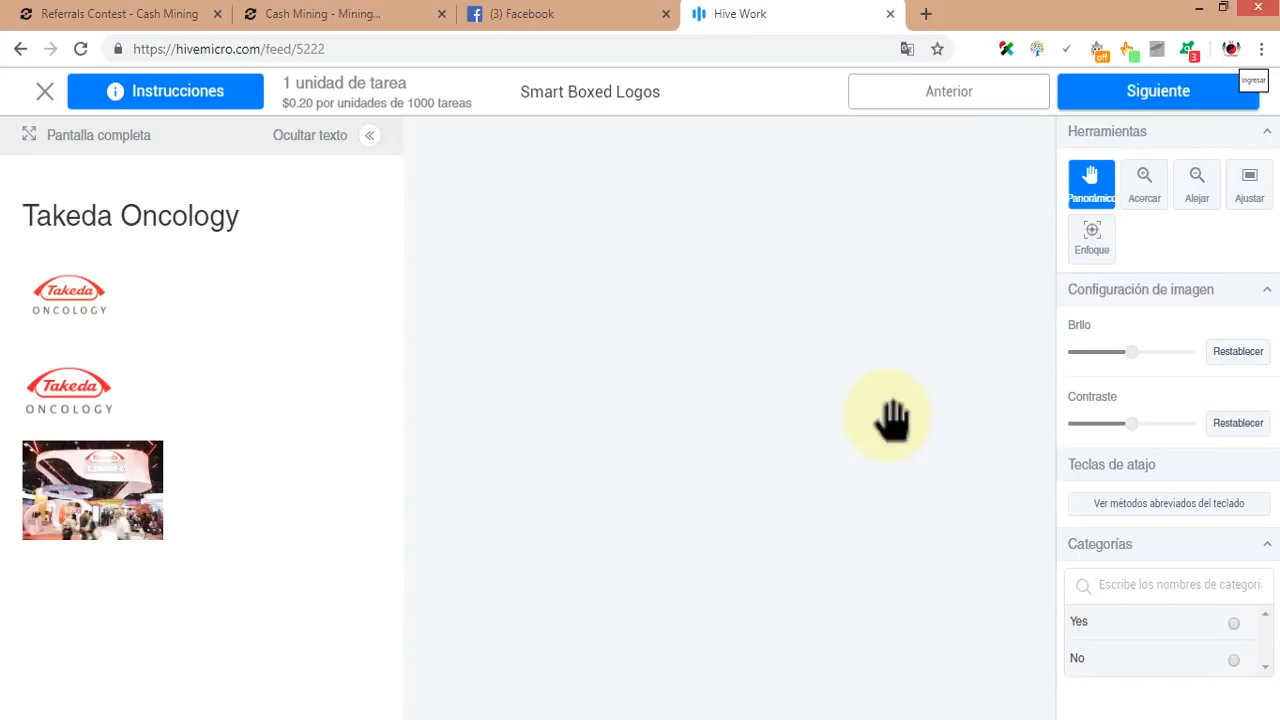 Referrals Contest - Cash Mining
Cash Mining - Mining...
(3) Facebook
Hive Work
https://hivemicro.com/feed/5222
off
3
Instrucciones
1 unidad de tarea
$0.20 por unidades de 1000 tareas
Smart Boxed Logos
Anterior
Siguiente
Ingresar
Pantalla completa
Ocultar texto
Herramientas
Panorámico
Acercar
Alejar
Ajustar
Enfoque
Takeda Oncology
Takeda
ONCOLOGY
Takeda
ONCOLOGY
Configuración de imagen
Brilo
Restablecer
Contraste
Restablecer
Teclas de atajo
Ver métodos abreviados del teclado
Categorías
Escribe los nombres de categorí
Yes
No